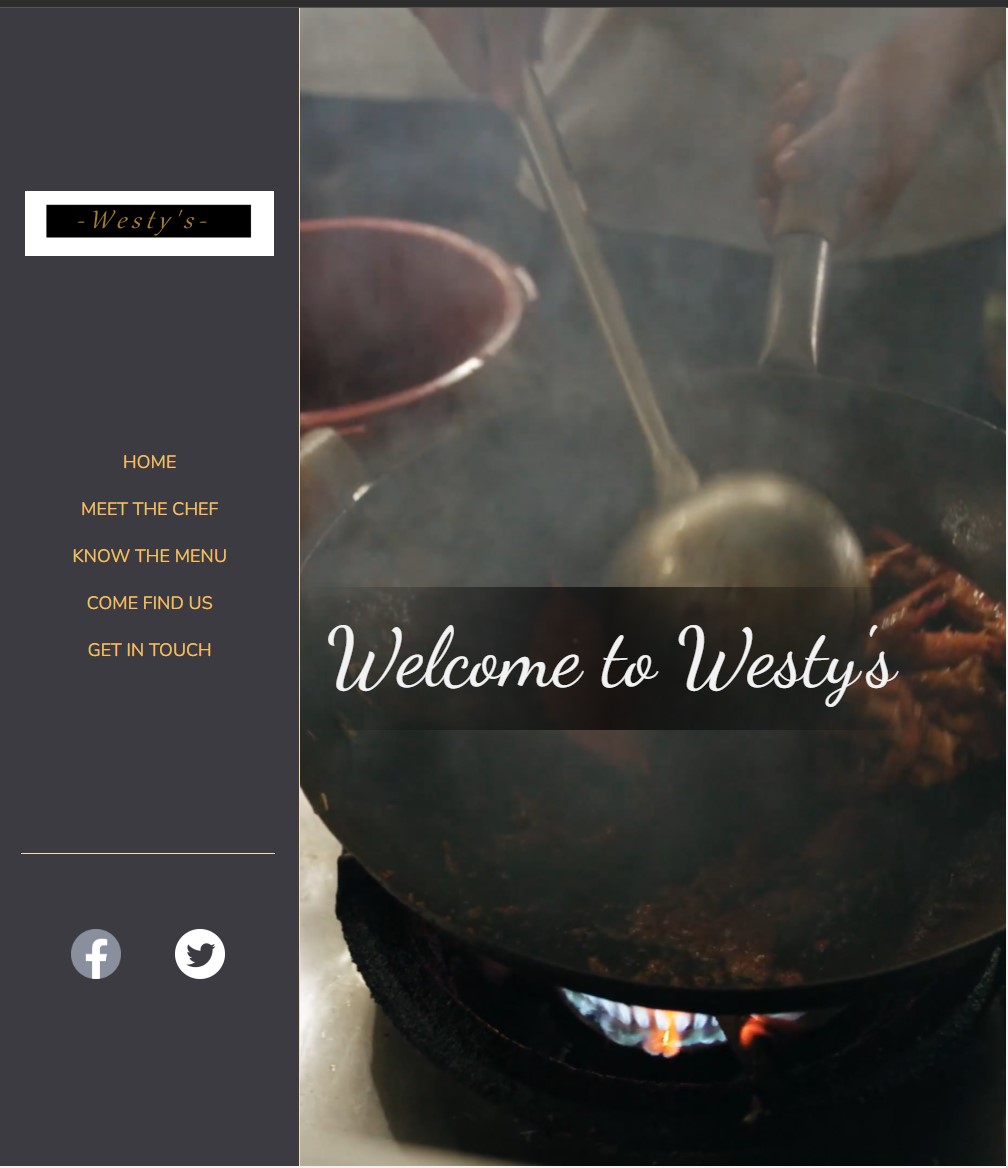 -Westy's-
HOME
MEET THE CHEF
KNOW THE MENU
COME FIND US
GET IN TOUCH
Welcome to Westy's